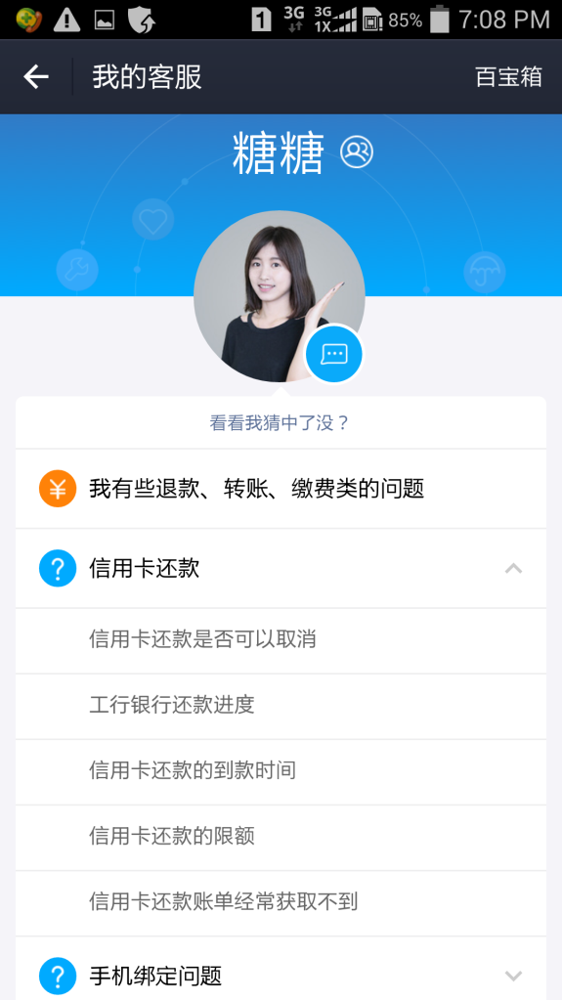 1
3G
3G
1X
85%
7:08 PM
我的客服
百宝箱
糖糖
看看我猜中了没？
¥
我有些退款、转账、缴费类的问题
?
信用卡还款
信用卡还款是否可以取消
工行银行还款进度
信用卡还款的到款时间
信用卡还款的限额
信用卡还款账单经常获取不到
?
手机绑定问题